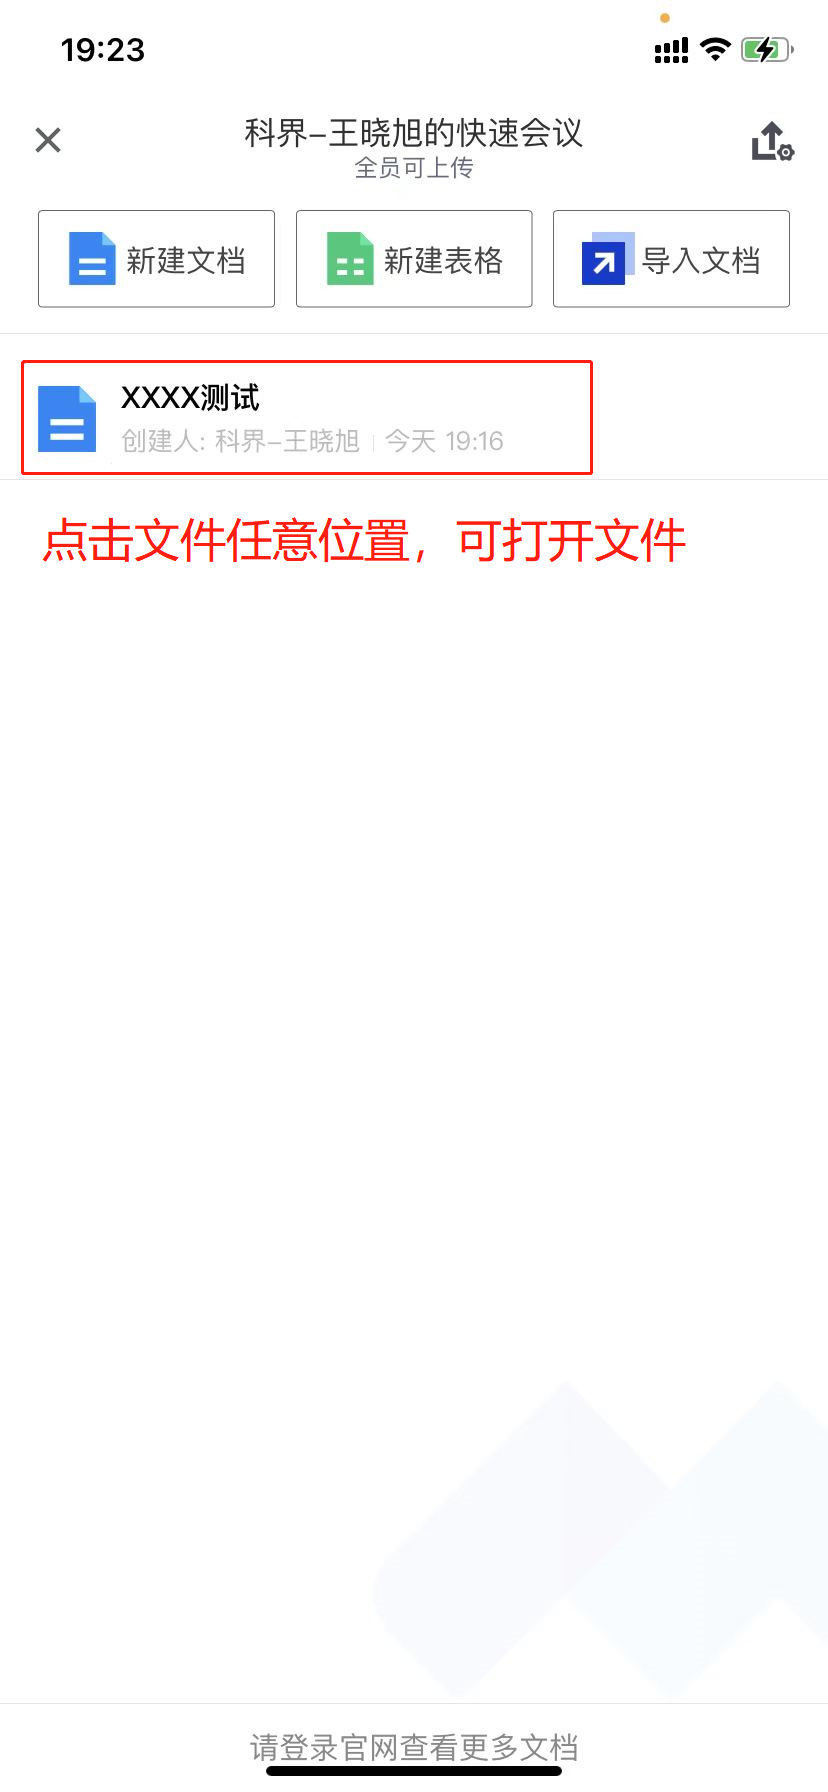 19:23
科界-王晓旭的快速会议
全员可上传
新建文档 新建表格 导入文档
XXXX测试
创建人: 科界-王晓旭 | 今天 19:16
点击文件任意位置，可打开文件
请登录官网查看更多文档